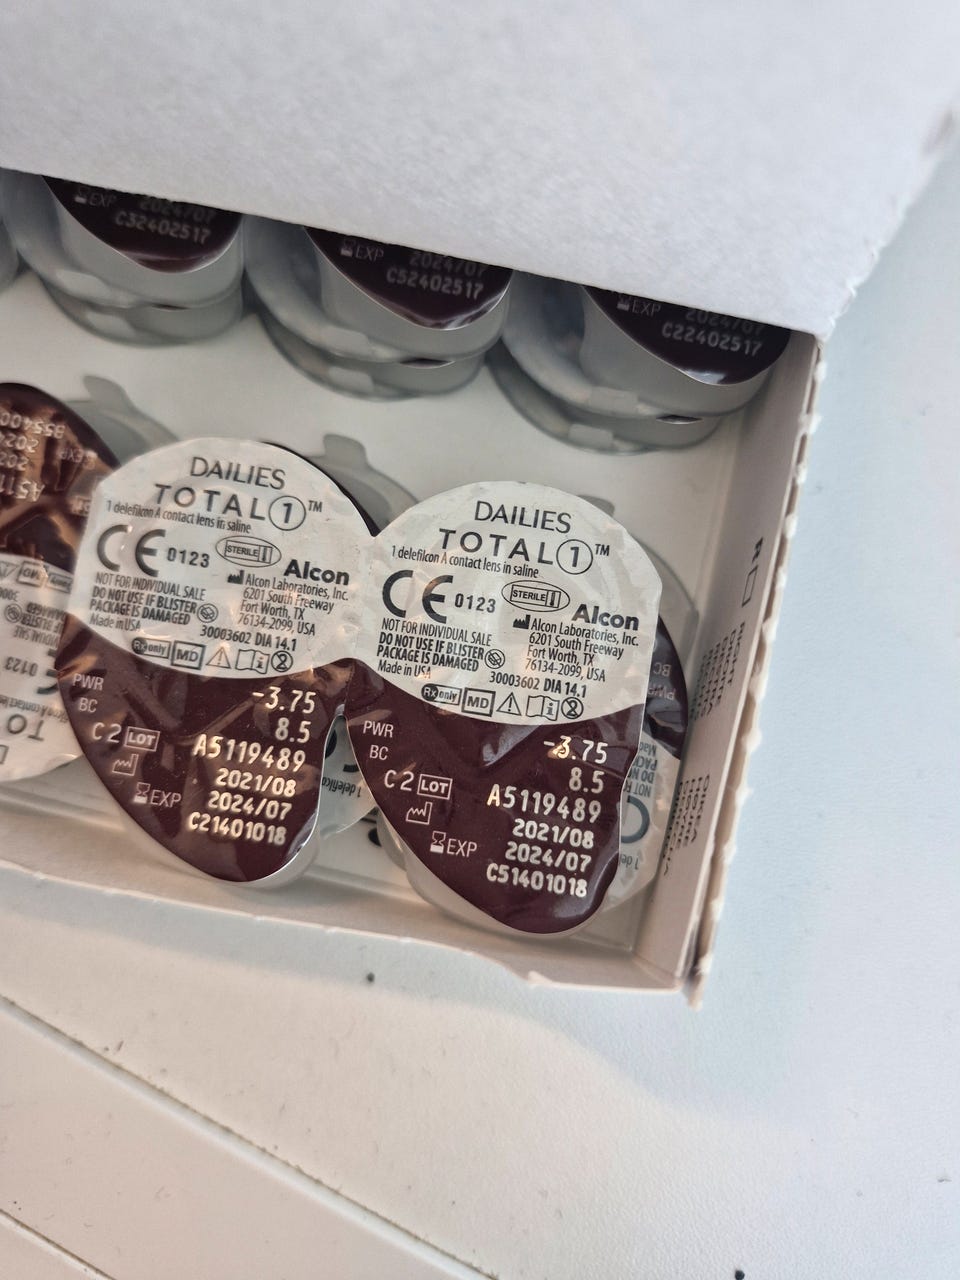 EXP
2024/07
C32402517
EXP
2024/07
C52402517
EXP
2024/07
C22402517
DAILIES
TOTAL1™
1 delefilcon A contact lens in saline
CE 0123
STERILE
Alcon
Alcon Laboratories, Inc.
6201 South Freeway
Fort Worth, TX
76134-2099, USA
NOT FOR INDIVIDUAL SALE
DO NOT USE IF BLISTER
PACKAGE IS DAMAGED
Made in USA
30003602 DIA 14.1
Rx only MD
PWR -3.75
BC 8.5
C2 LOT A5119489
2021/08
EXP 2024/07
C21401018
DAILIES
TOTAL1™
1 delefilcon A contact lens in saline
CE 0123
STERILE
Alcon
Alcon Laboratories, Inc.
6201 South Freeway
Fort Worth, TX
76134-2099, USA
NOT FOR INDIVIDUAL SALE
DO NOT USE IF BLISTER
PACKAGE IS DAMAGED
Made in USA
30003602 DIA 14.1
Rx only MD
PWR -3.75
BC 8.5
C2 LOT A5119489
2021/08
EXP 2024/07
C51401018
PWR
BC
0123